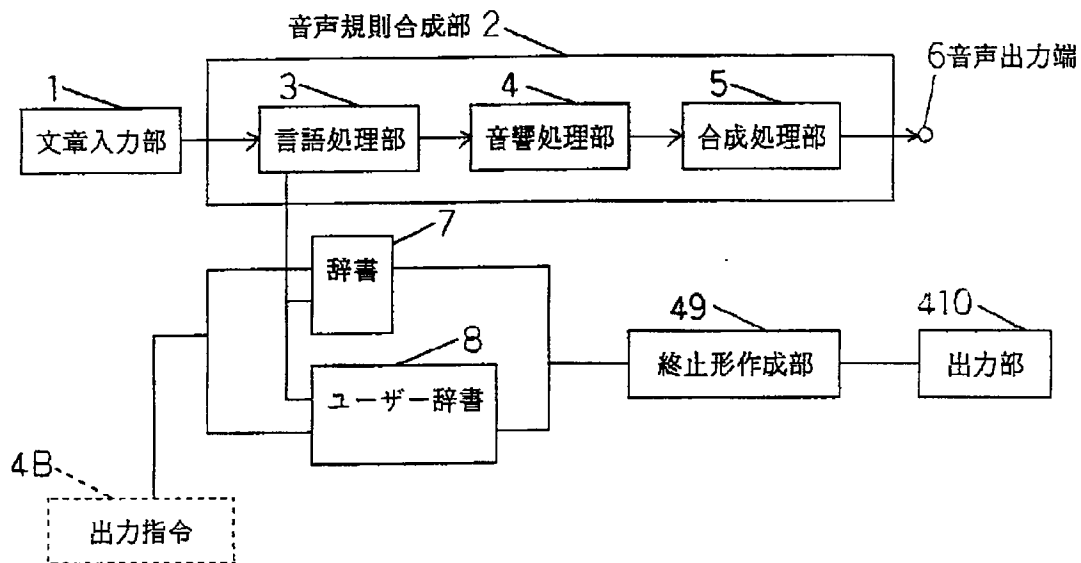 音声規則合成部 2
6 音声出力端
1
3
4
5
文章入力部
言語処理部
音響処理部
合成処理部
7
辞書
49
410
8
終止形作成部
出力部
ユーザー辞書
4B
出力指令